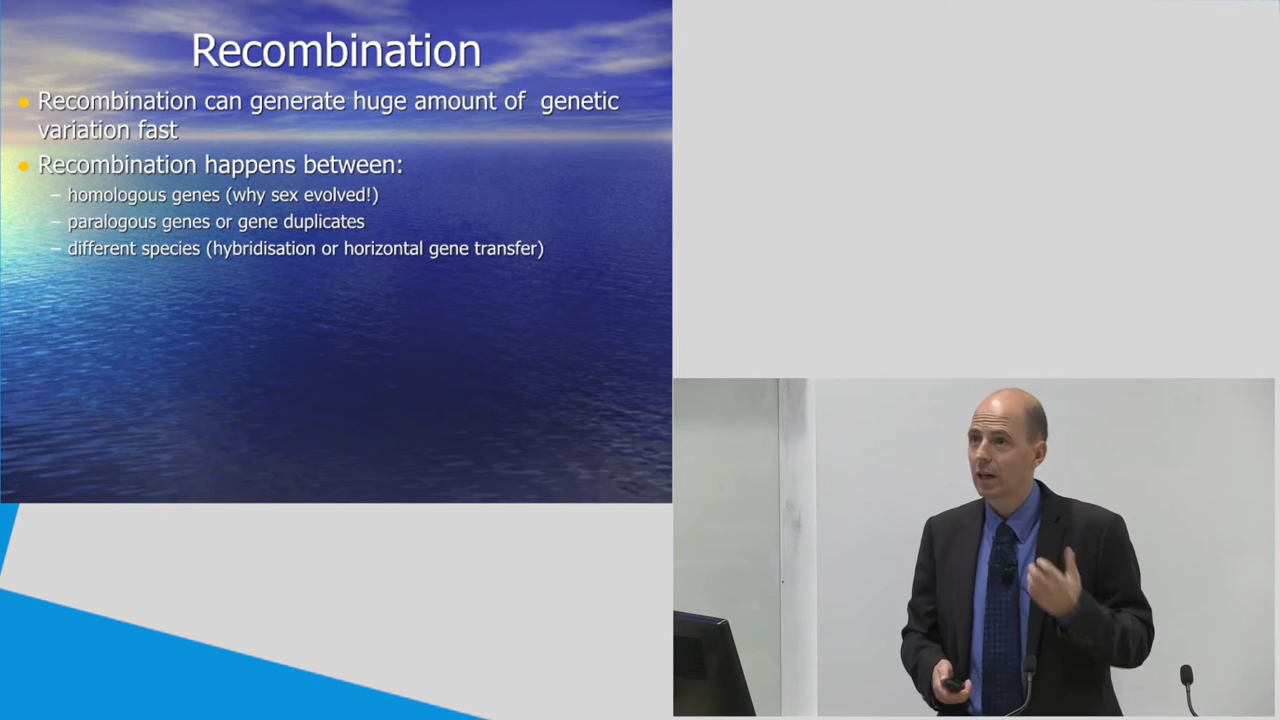 Recombination
Recombination can generate huge amount of genetic
variation fast
Recombination happens between:
– homologous genes (why sex evolved!)
– paralogous genes or gene duplicates
– different species (hybridisation or horizontal gene transfer)